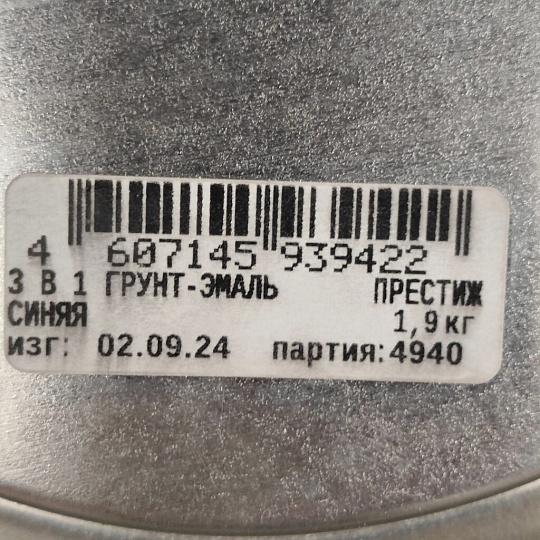 4 607145 939422
3 В 1 ГРУНТ-ЭМАЛЬ ПРЕСТИЖ
СИНЯЯ 1,9кг
изг: 02.09.24 партия:4940